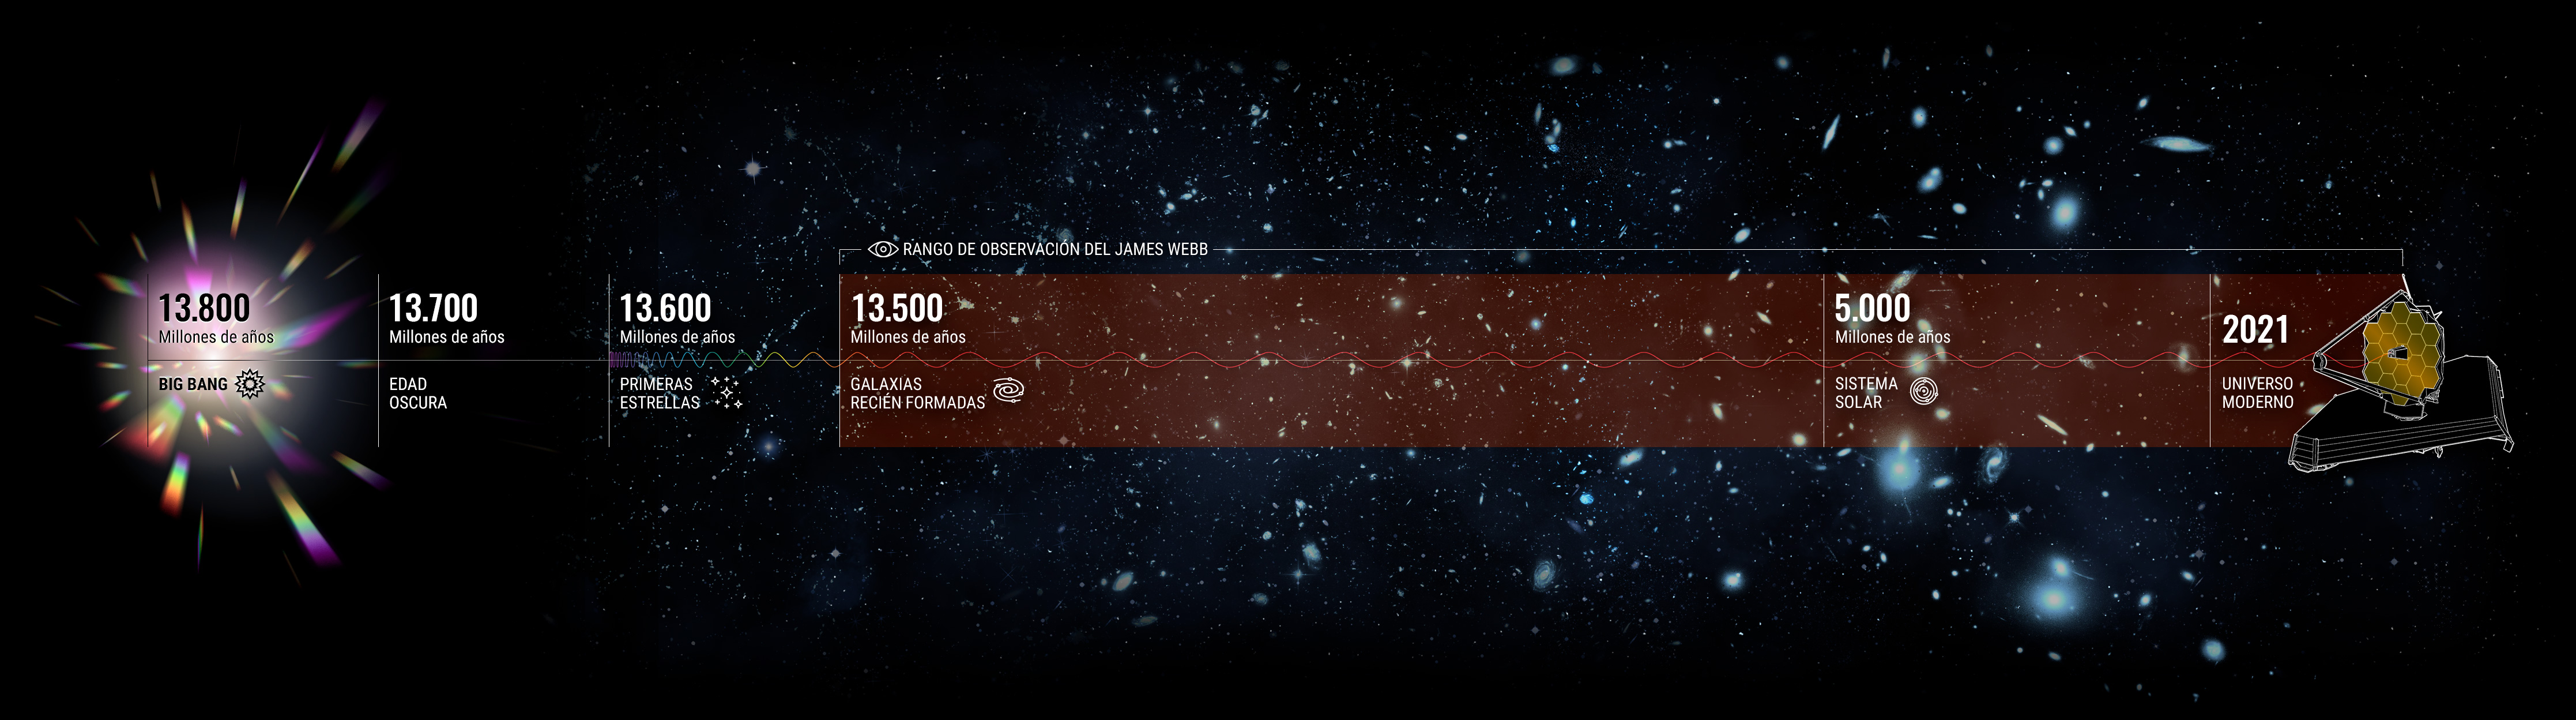 RANGO DE OBSERVACIÓN DEL JAMES WEBB
13.800
Millones de años
BIG BANG
13.700
Millones de años
EDAD
OSCURA
13.600
Millones de años
PRIMERAS
ESTRELLAS
13.500
Millones de años
GALAXIAS
RECIÉN FORMADAS
5.000
Millones de años
SISTEMA
SOLAR
2021
UNIVERSO
MODERNO